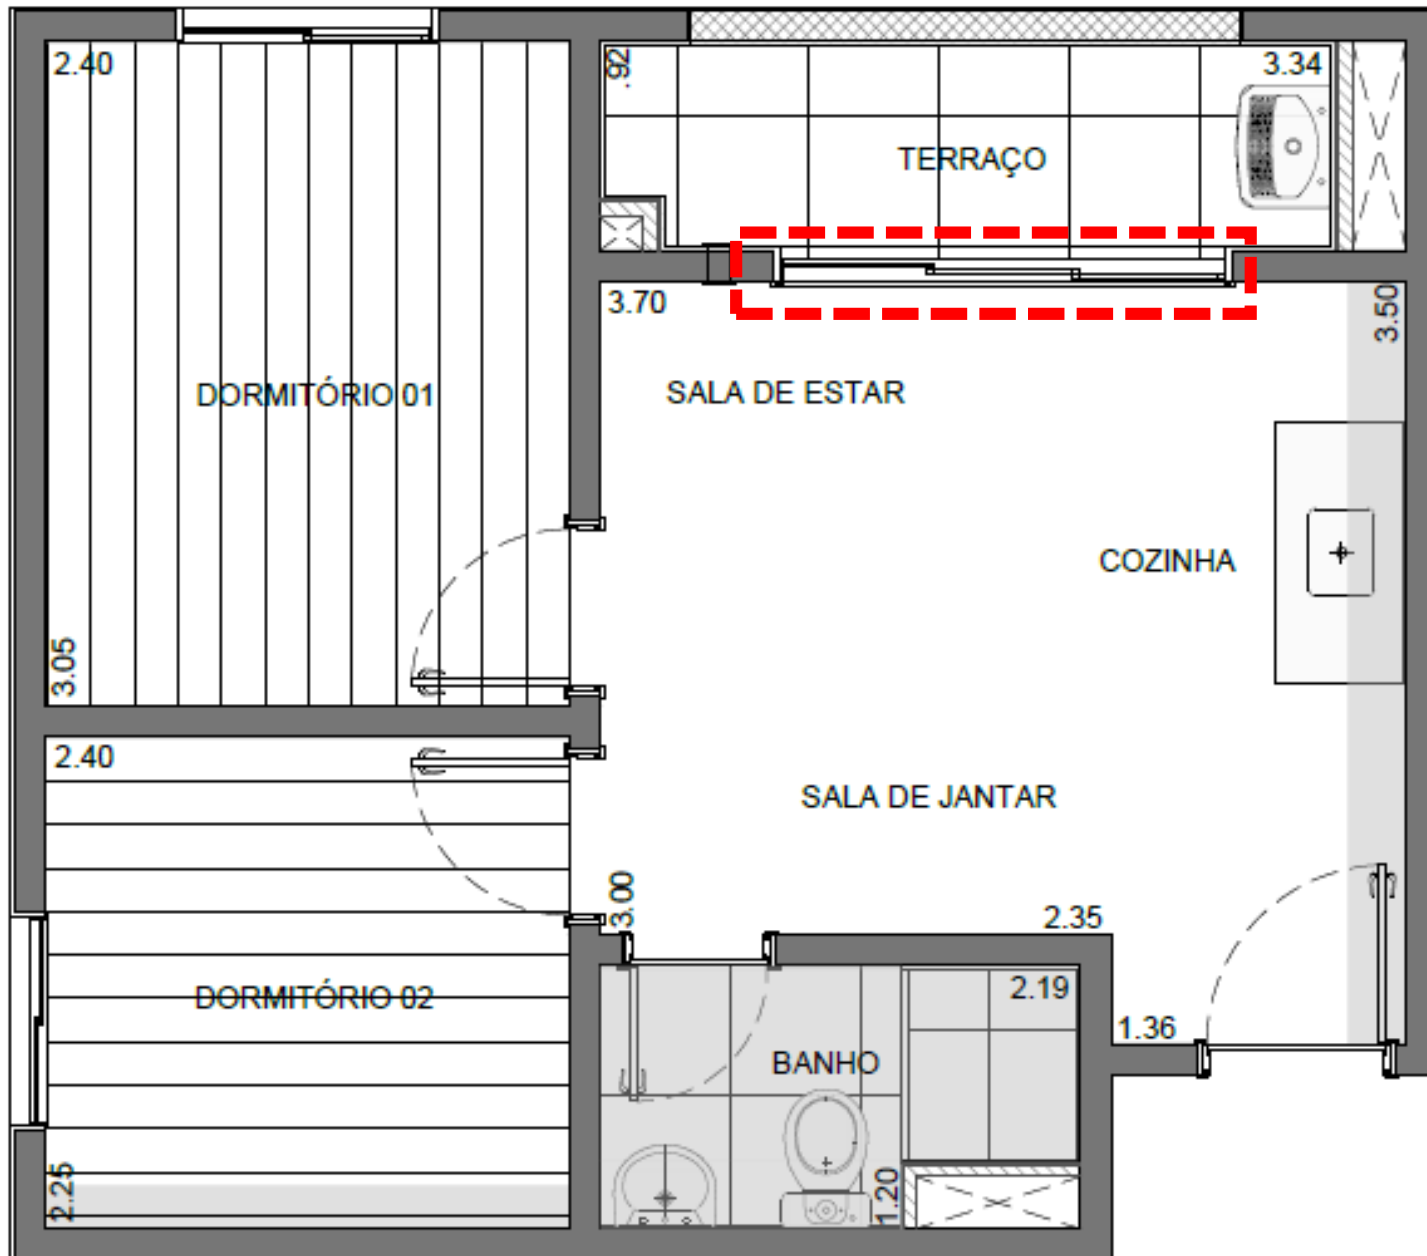 2.40
.92
3.34
TERRAÇO
3.70
3.50
DORMITÓRIO 01
SALA DE ESTAR
COZINHA
3.05
2.40
SALA DE JANTAR
3.00
2.35
DORMITÓRIO 02
2.19
1.36
BANHO
2.25
1.20